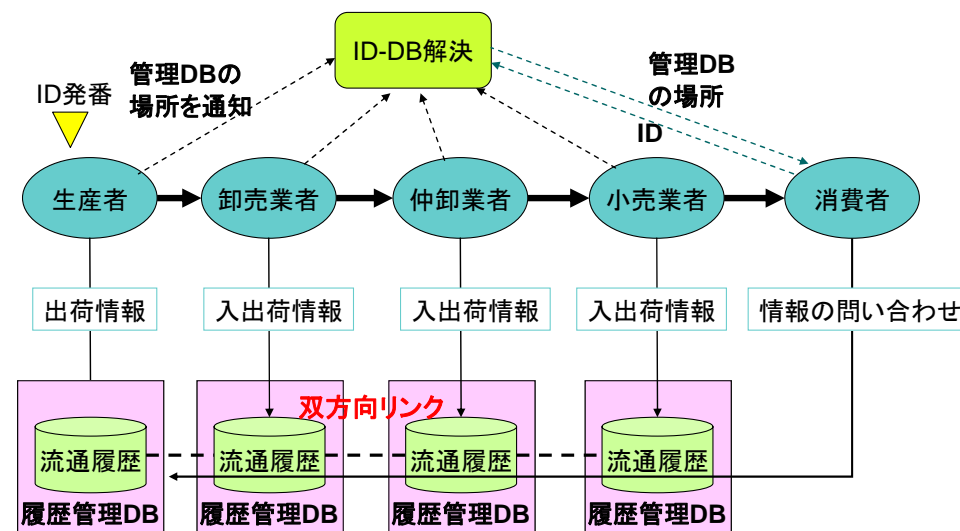 ID-DB解決
管理DBの
場所を通知
管理DB
の場所
ID発番
ID
生産者
卸売業者
仲卸業者
小売業者
消費者
出荷情報
入出荷情報
入出荷情報
入出荷情報
情報の問い合わせ
双方向リンク
流通履歴
流通履歴
流通履歴
流通履歴
履歴管理DB
履歴管理DB
履歴管理DB
履歴管理DB